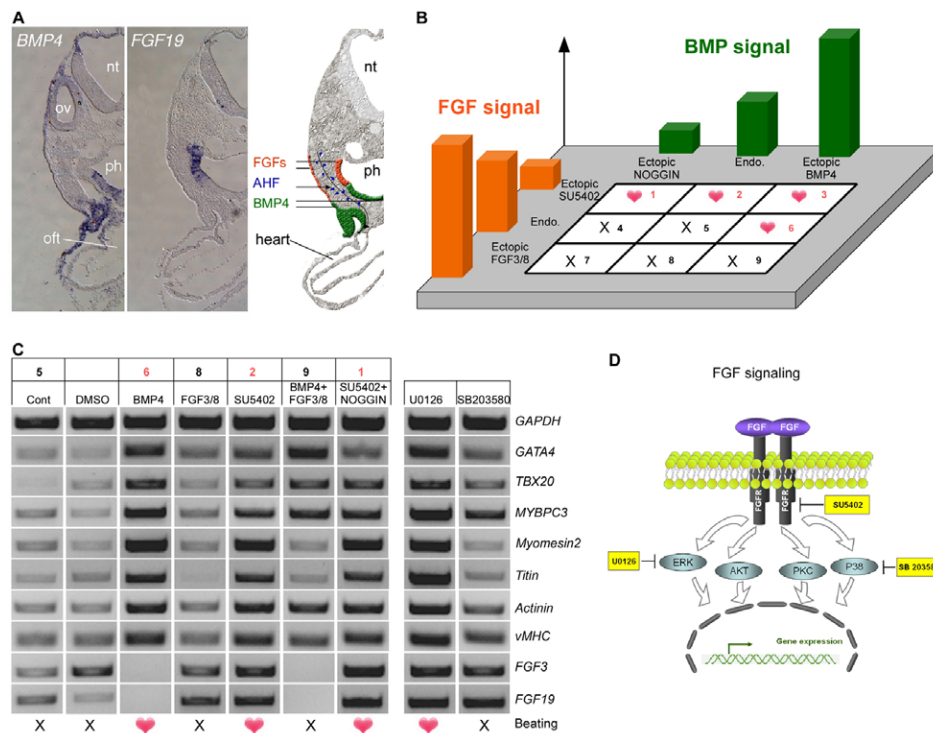 A
BMP4
FGF19
nt
ov
ph
oft
nt
FGFs
AHF
BMP4
ph
heart
B
BMP signal
FGF signal
Ectopic
NOGGIN
Endo.
Ectopic
BMP4
Ectopic
SU5402
Endo.
Ectopic
FGF3/8
1 2 3
X 4 X 5 6
X 7 X 8 X 9
C
5 6 8 2 9 1
Cont DMSO BMP4 FGF3/8 SU5402 BMP4+
FGF3/8 SU5402+
NOGGIN U0126 SB203580
GAPDH
GATA4
TBX20
MYBPC3
Myomesin2
Titin
Actinin
vMHC
FGF3
FGF19
X X X X X Beating
D
FGF signaling
FGF FGF
FGFR FGFR
SU5402
U0126
ERK AKT PKC P38
SB 20358
Gene expression